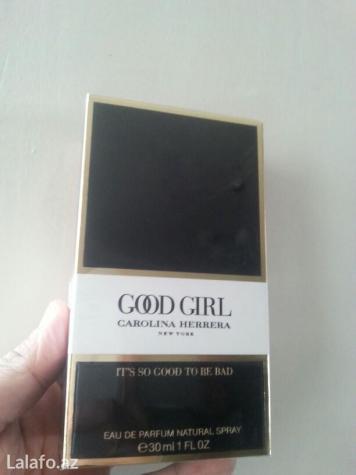 GOOD GIRL
CAROLINA HERRERA
NEW YORK
IT'S SO GOOD TO BE BAD
EAU DE PARFUM NATURAL SPRAY
℮30 ml 1 FL OZ
Lalafo.az